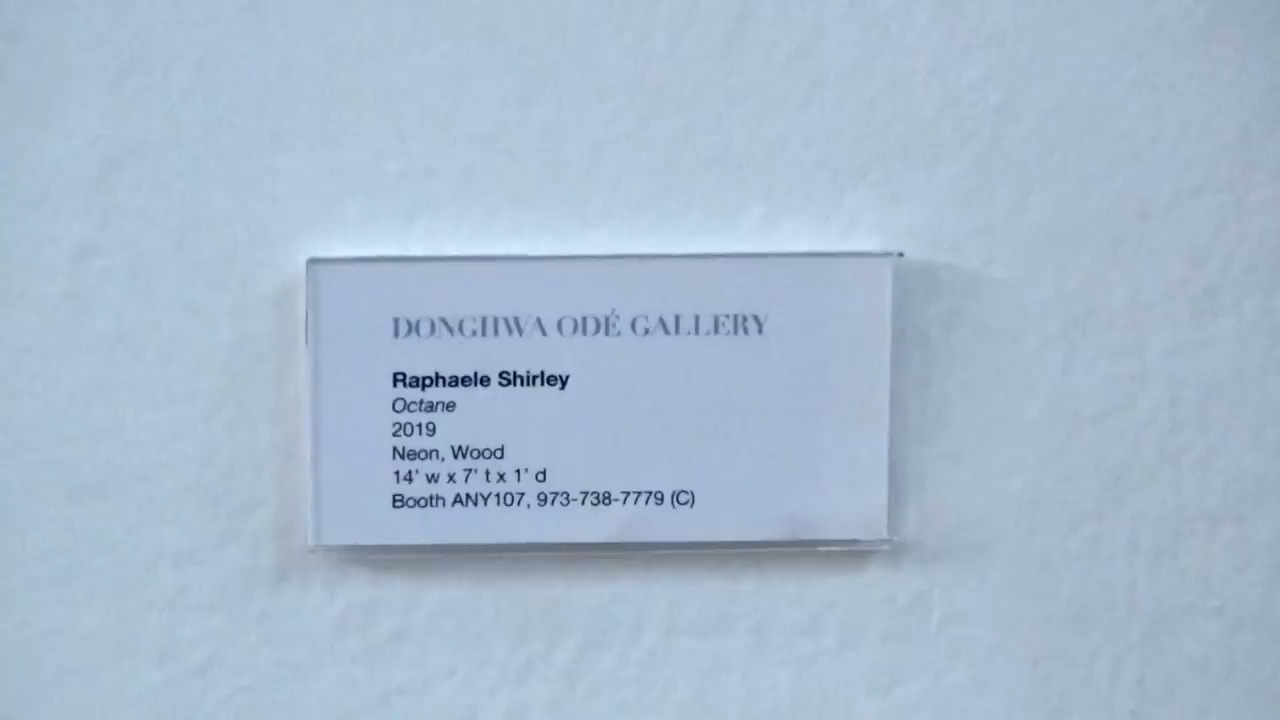 DONGHWA ODÉ GALLERY
Raphaele Shirley
Octane
2019
Neon, Wood
14' w x 7' t x 1' d
Booth ANY107, 973-738-7779 (C)